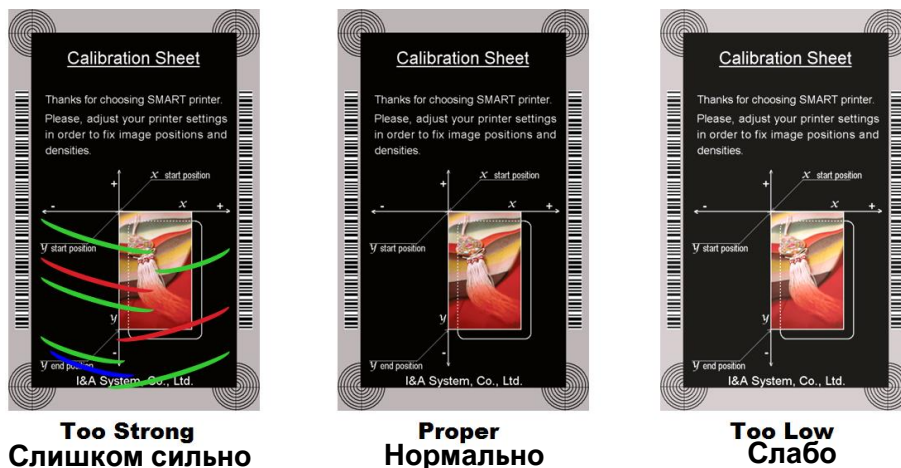 Calibration Sheet
Thanks for choosing SMART printer.
Please, adjust your printer settings
in order to fix image positions and
densities.
x start position
+
- x +
y start position
y
-
y end position
I&A System, Co., Ltd.
Too Strong
Слишком сильно
Calibration Sheet
Thanks for choosing SMART printer.
Please, adjust your printer settings
in order to fix image positions and
densities.
x start position
+
- x +
y start position
y
-
y end position
I&A System, Co., Ltd.
Proper
Нормально
Calibration Sheet
Thanks for choosing SMART printer.
Please, adjust your printer settings
in order to fix image positions and
densities.
x start position
+
- x +
y start position
y
-
y end position
I&A System, Co., Ltd.
Too Low
Слабо